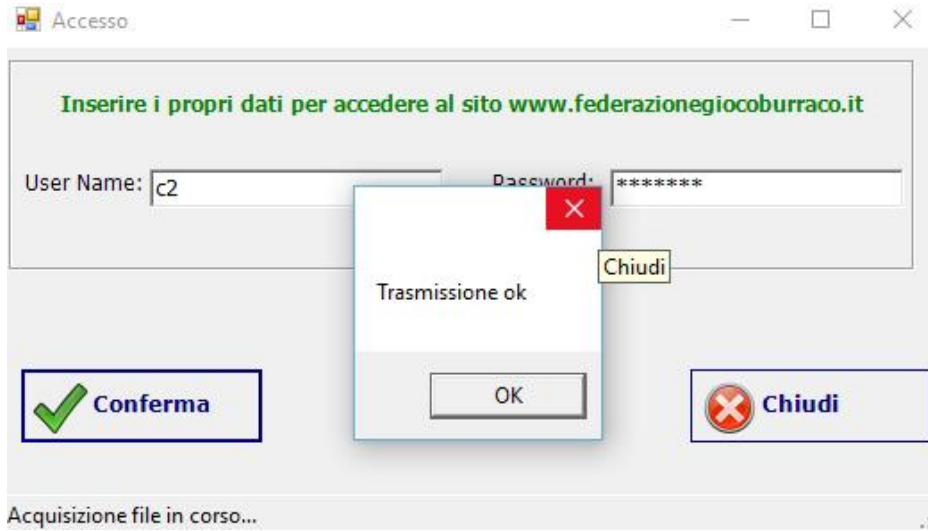 Accesso
Inserire i propri dati per accedere al sito www.federazionegiocoburraco.it
User Name: c2 Password: *******
Chiudi
Trasmissione ok
OK
Conferma
Chiudi
Acquisizione file in corso...